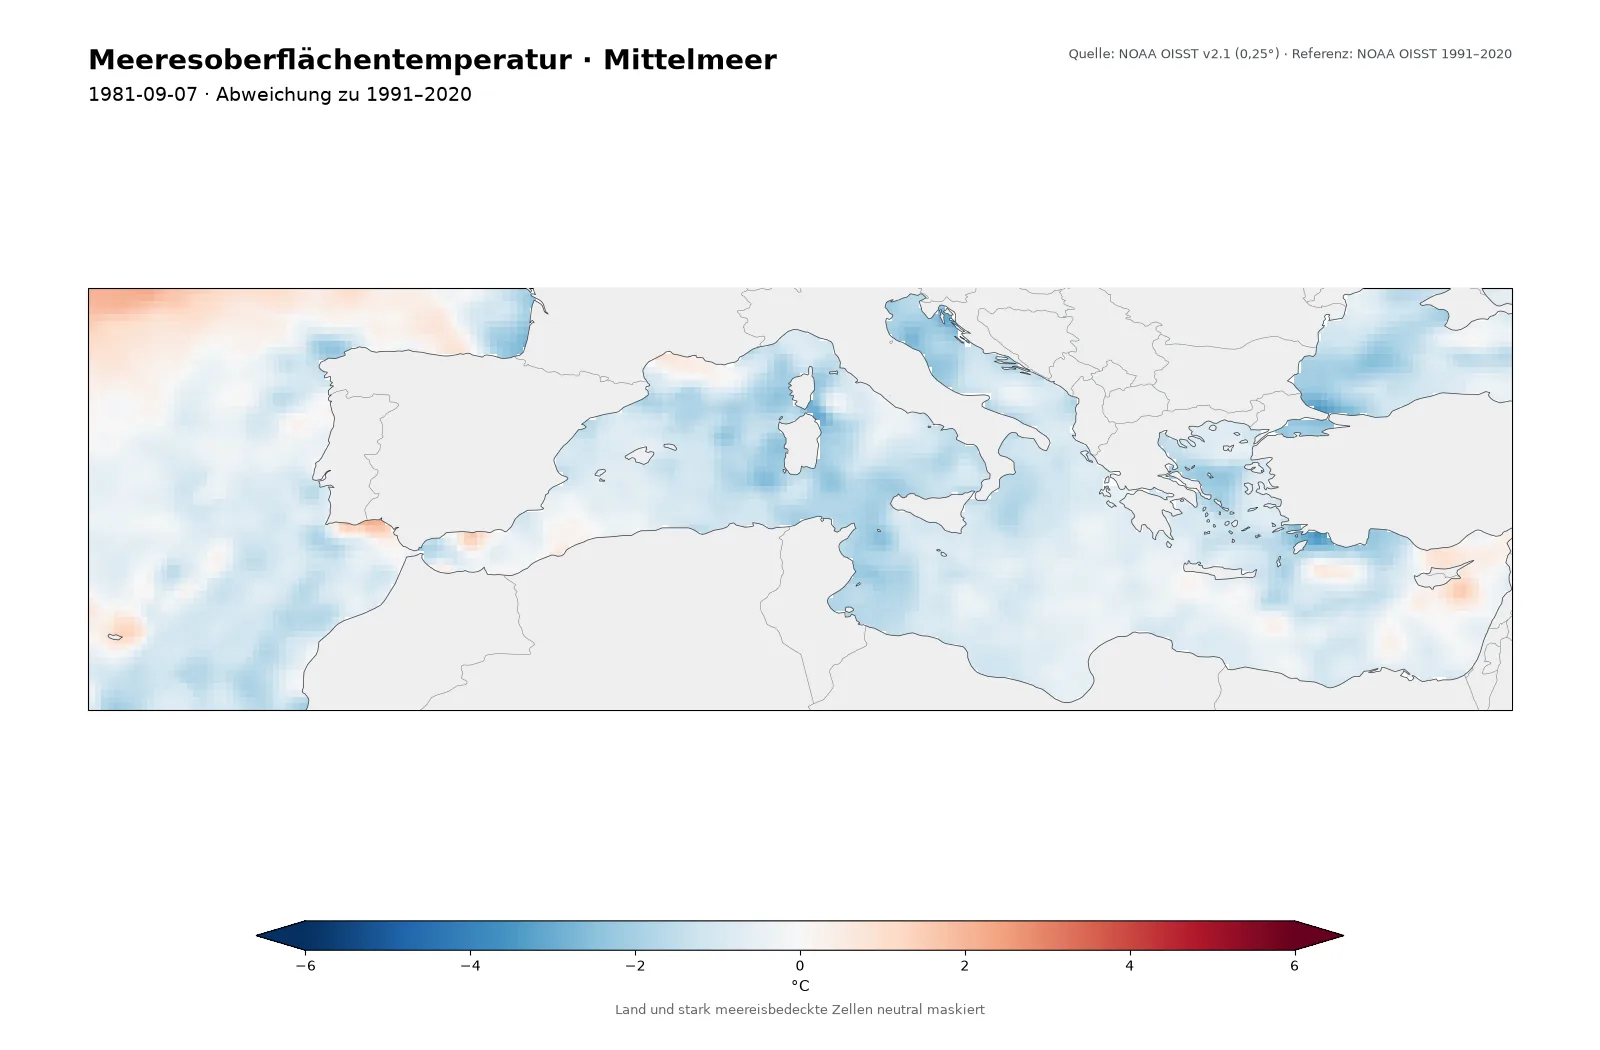 Meeresoberflächentemperatur · Mittelmeer
Quelle: NOAA OISST v2.1 (0,25°) · Referenz: NOAA OISST 1991–2020
1981-09-07 · Abweichung zu 1991–2020
−6 −4 −2 0 2 4 6
°C
Land und stark meereisbedeckte Zellen neutral maskiert